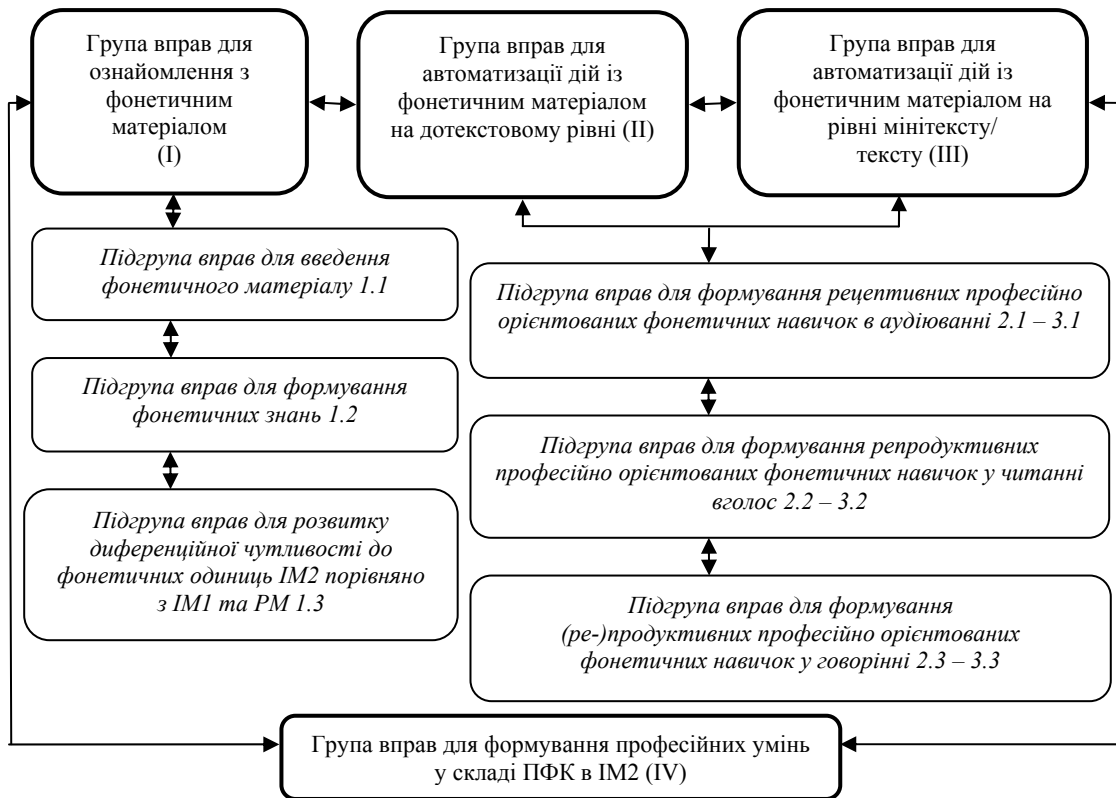 Група вправ для
ознайомлення з
фонетичним
матеріалом
(I)
Група вправ для
автоматизації дій із
фонетичним матеріалом
на дотекстовому рівні (II)
Група вправ для
автоматизації дій із
фонетичним матеріалом на
рівні мінітексту/
тексту (III)
Підгрупа вправ для введення
фонетичного матеріалу 1.1
Підгрупа вправ для формування
фонетичних знань 1.2
Підгрупа вправ для розвитку
диференційної чутливості до
фонетичних одиниць ІМ2 порівняно
з ІМ1 та РМ 1.3
Підгрупа вправ для формування рецептивних професійно
орієнтованих фонетичних навичок в аудіюванні 2.1 – 3.1
Підгрупа вправ для формування репродуктивних
професійно орієнтованих фонетичних навичок у читанні
вголос 2.2 – 3.2
Підгрупа вправ для формування
(ре-)продуктивних професійно орієнтованих
фонетичних навичок у говорінні 2.3 – 3.3
Група вправ для формування професійних умінь
у складі ПФК в ІМ2 (IV)